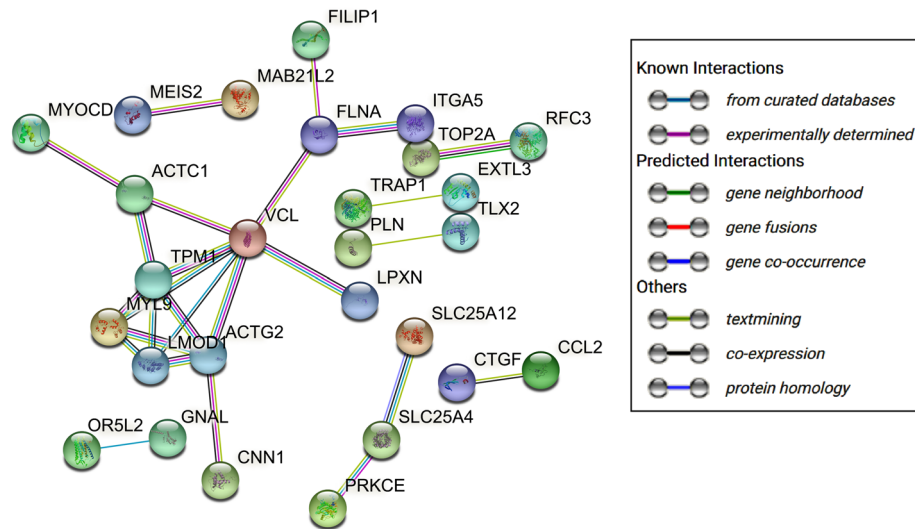 FILIP1
MEIS2
MAB21L2
MYOCD
FLNA
ITGA5
TOP2A
RFC3
ACTC1
TRAP1
EXTL3
VCL
PLN
TLX2
TPM1
LPXN
MYL9
SLC25A12
LMOD1
ACTG2
CTGF
CCL2
OR5L2
GNAL
SLC25A4
CNN1
PRKCE
Known Interactions
from curated databases
experimentally determined
Predicted Interactions
gene neighborhood
gene fusions
gene co-occurrence
Others
textmining
co-expression
protein homology